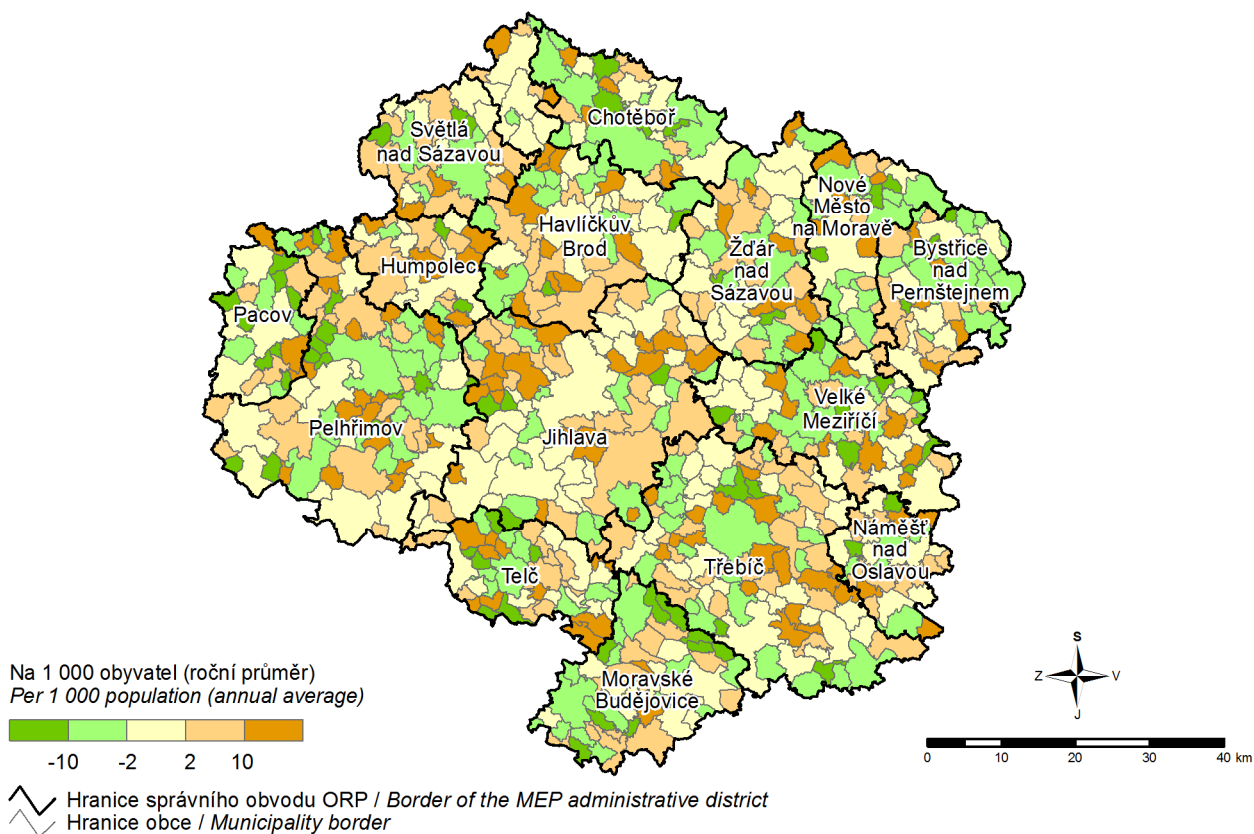 Chotěboř
Světlá
nad Sázavou
Nové
Město
na Moravě
Havlíčkův
Brod
Žďár
nad
Sázavou
Bystřice
nad
Pernštejnem
Humpolec
Pacov
Velké
Meziříčí
Pelhřimov
Jihlava
Náměšť
nad
Oslavou
Třebíč
Telč
Moravské
Budějovice
S
Z V
J
Na 1 000 obyvatel (roční průměr)
Per 1 000 population (annual average)
-10 -2 2 10
0 10 20 30 40 km
Hranice správního obvodu ORP / Border of the MEP administrative district
Hranice obce / Municipality border